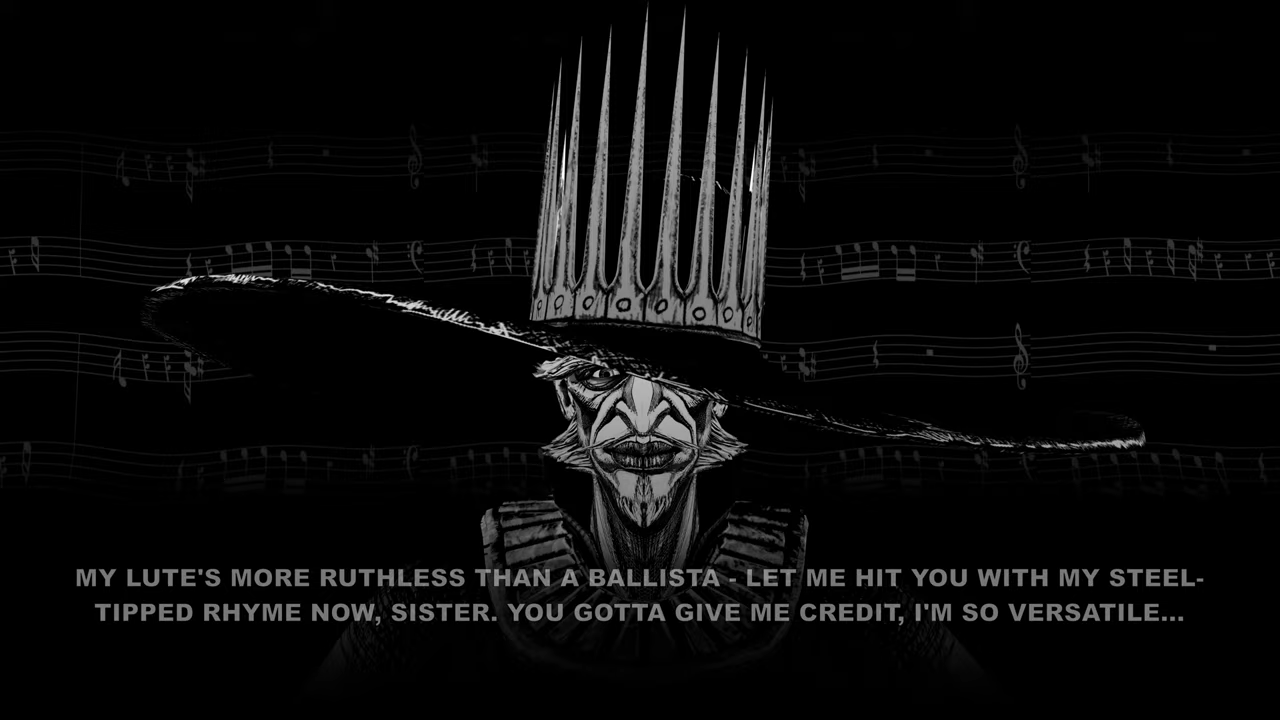 MY LUTE'S MORE RUTHLESS THAN A BALLISTA - LET ME HIT YOU WITH MY STEEL-
TIPPED RHYME NOW, SISTER. YOU GOTTA GIVE ME CREDIT, I'M SO VERSATILE...